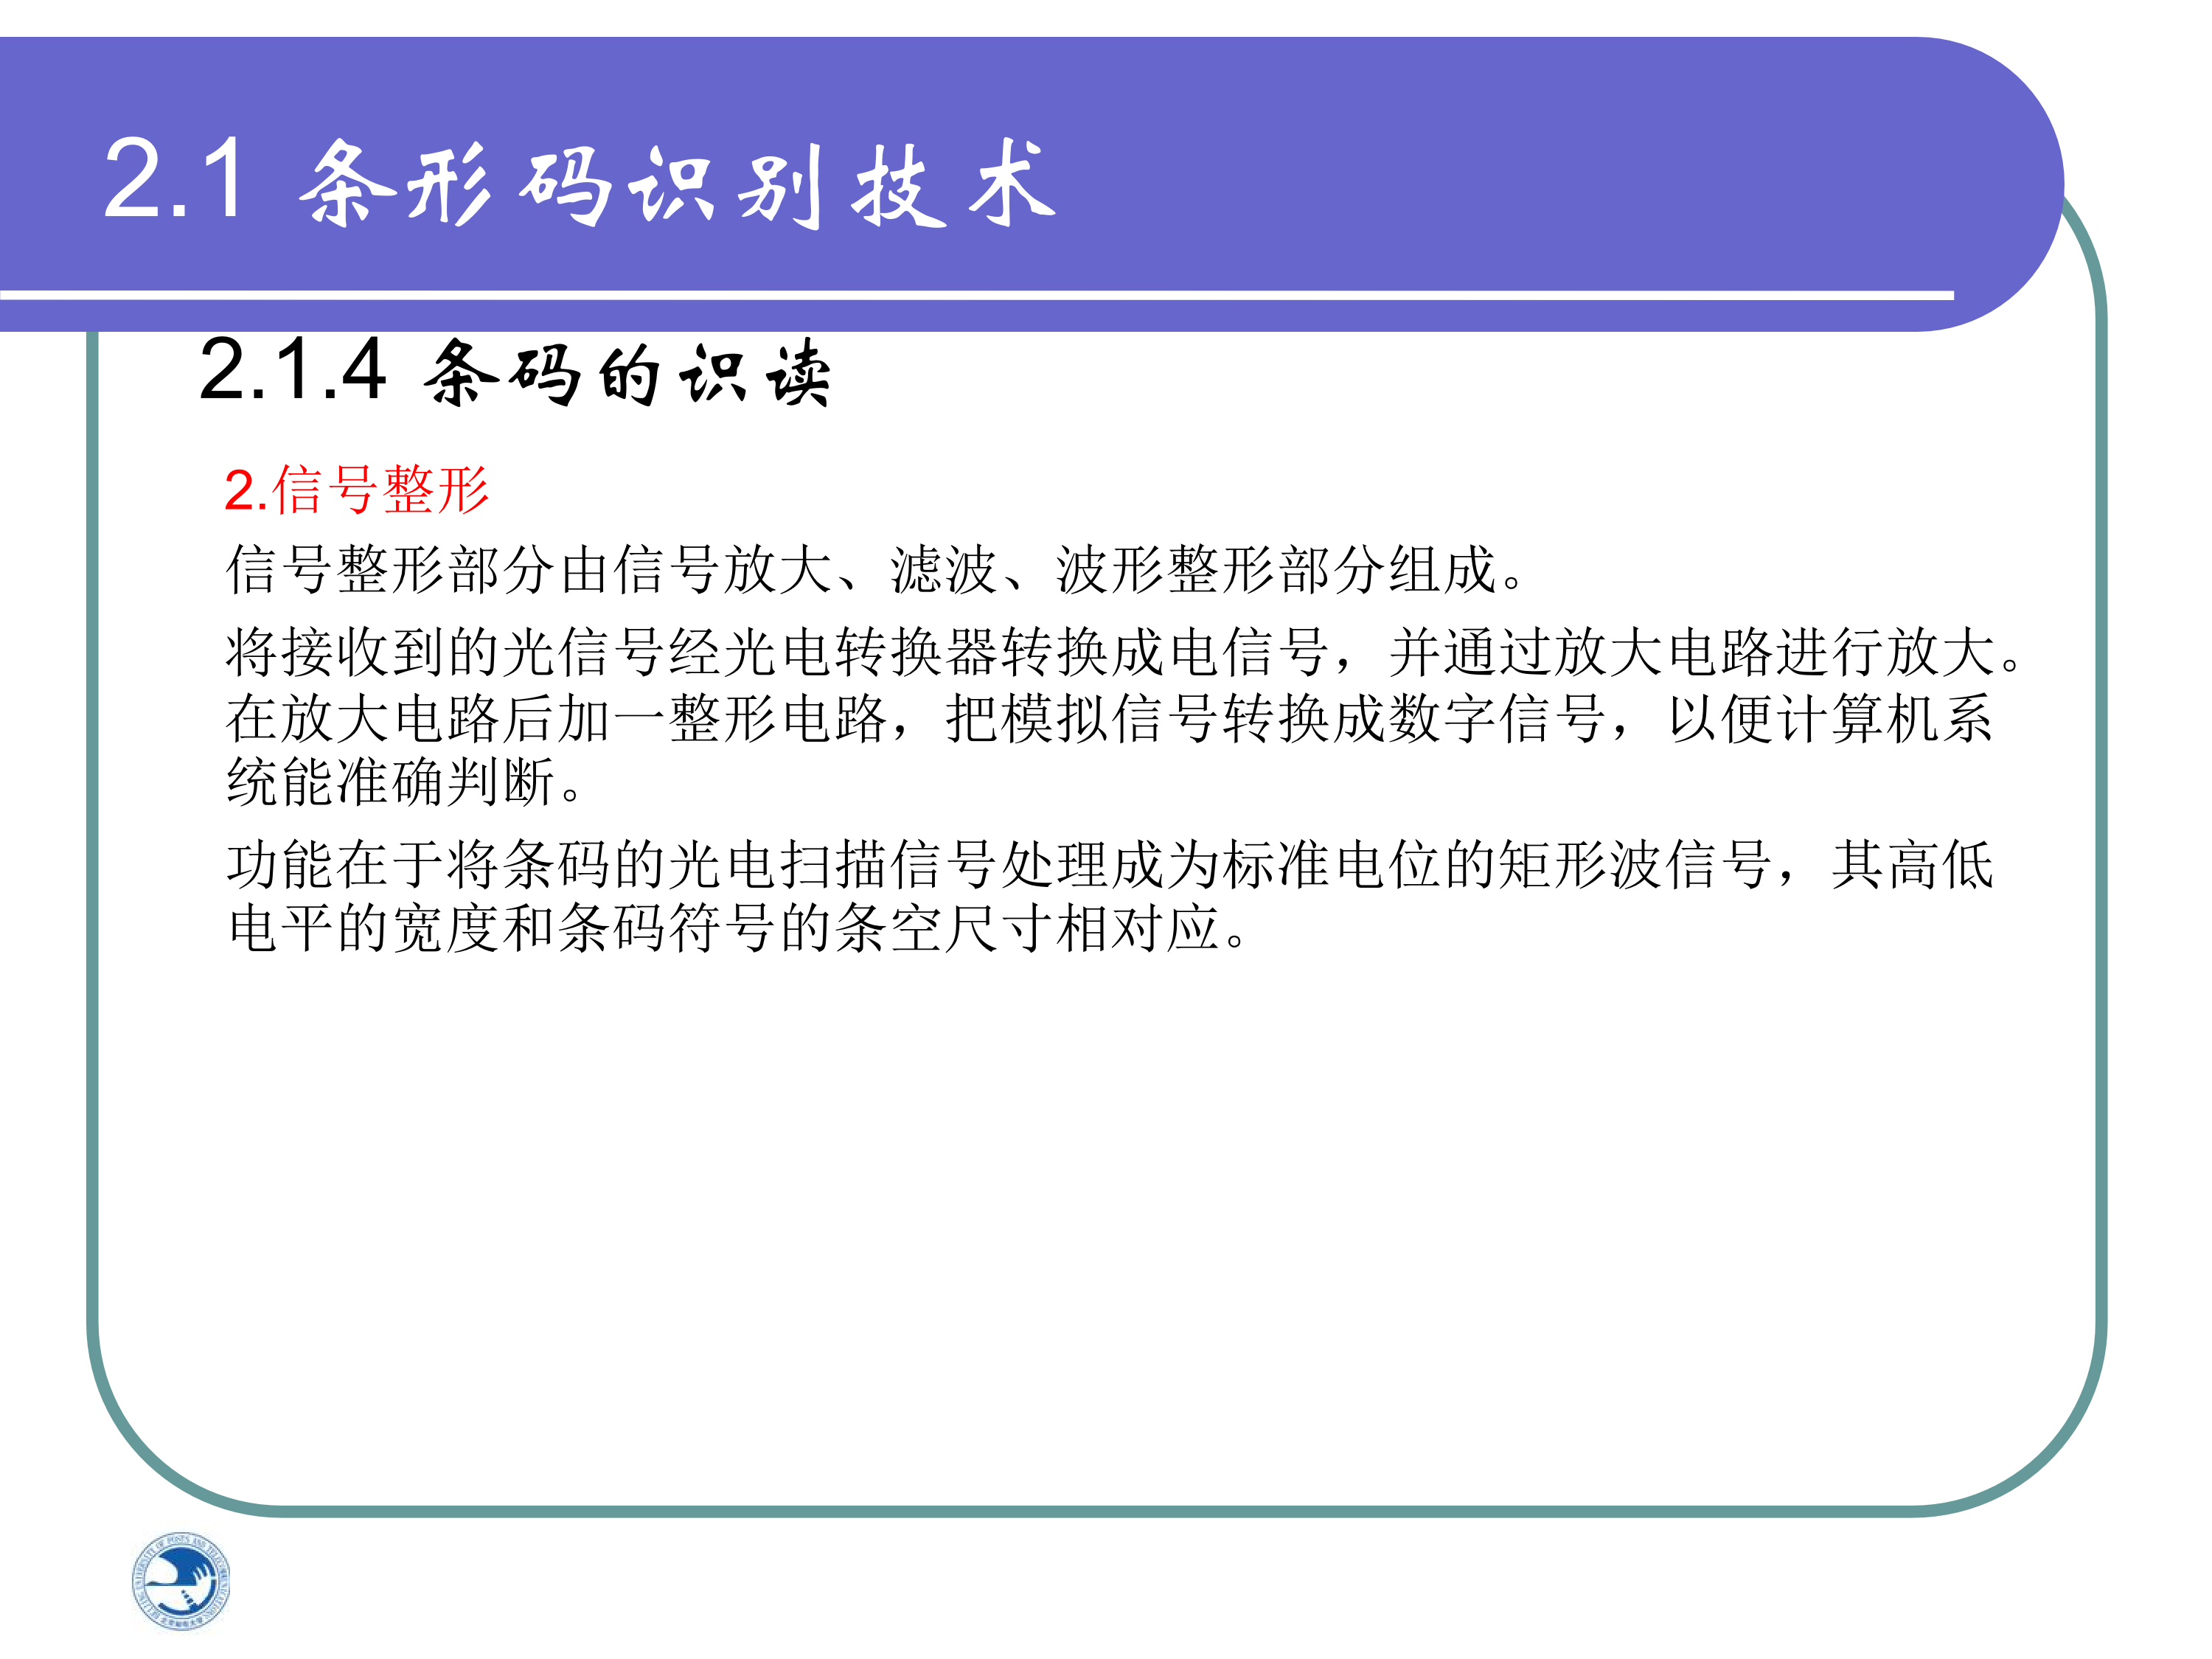 2.1 条形码识别技术
2.1.4 条码的识读
2.信号整形
信号整形部分由信号放大、滤波、波形整形部分组成。
将接收到的光信号经光电转换器转换成电信号，并通过放大电路进行放大。
在放大电路后加一整形电路，把模拟信号转换成数字信号，以便计算机系
统能准确判断。
功能在于将条码的光电扫描信号处理成为标准电位的矩形波信号，其高低
电平的宽度和条码符号的条空尺寸相对应。